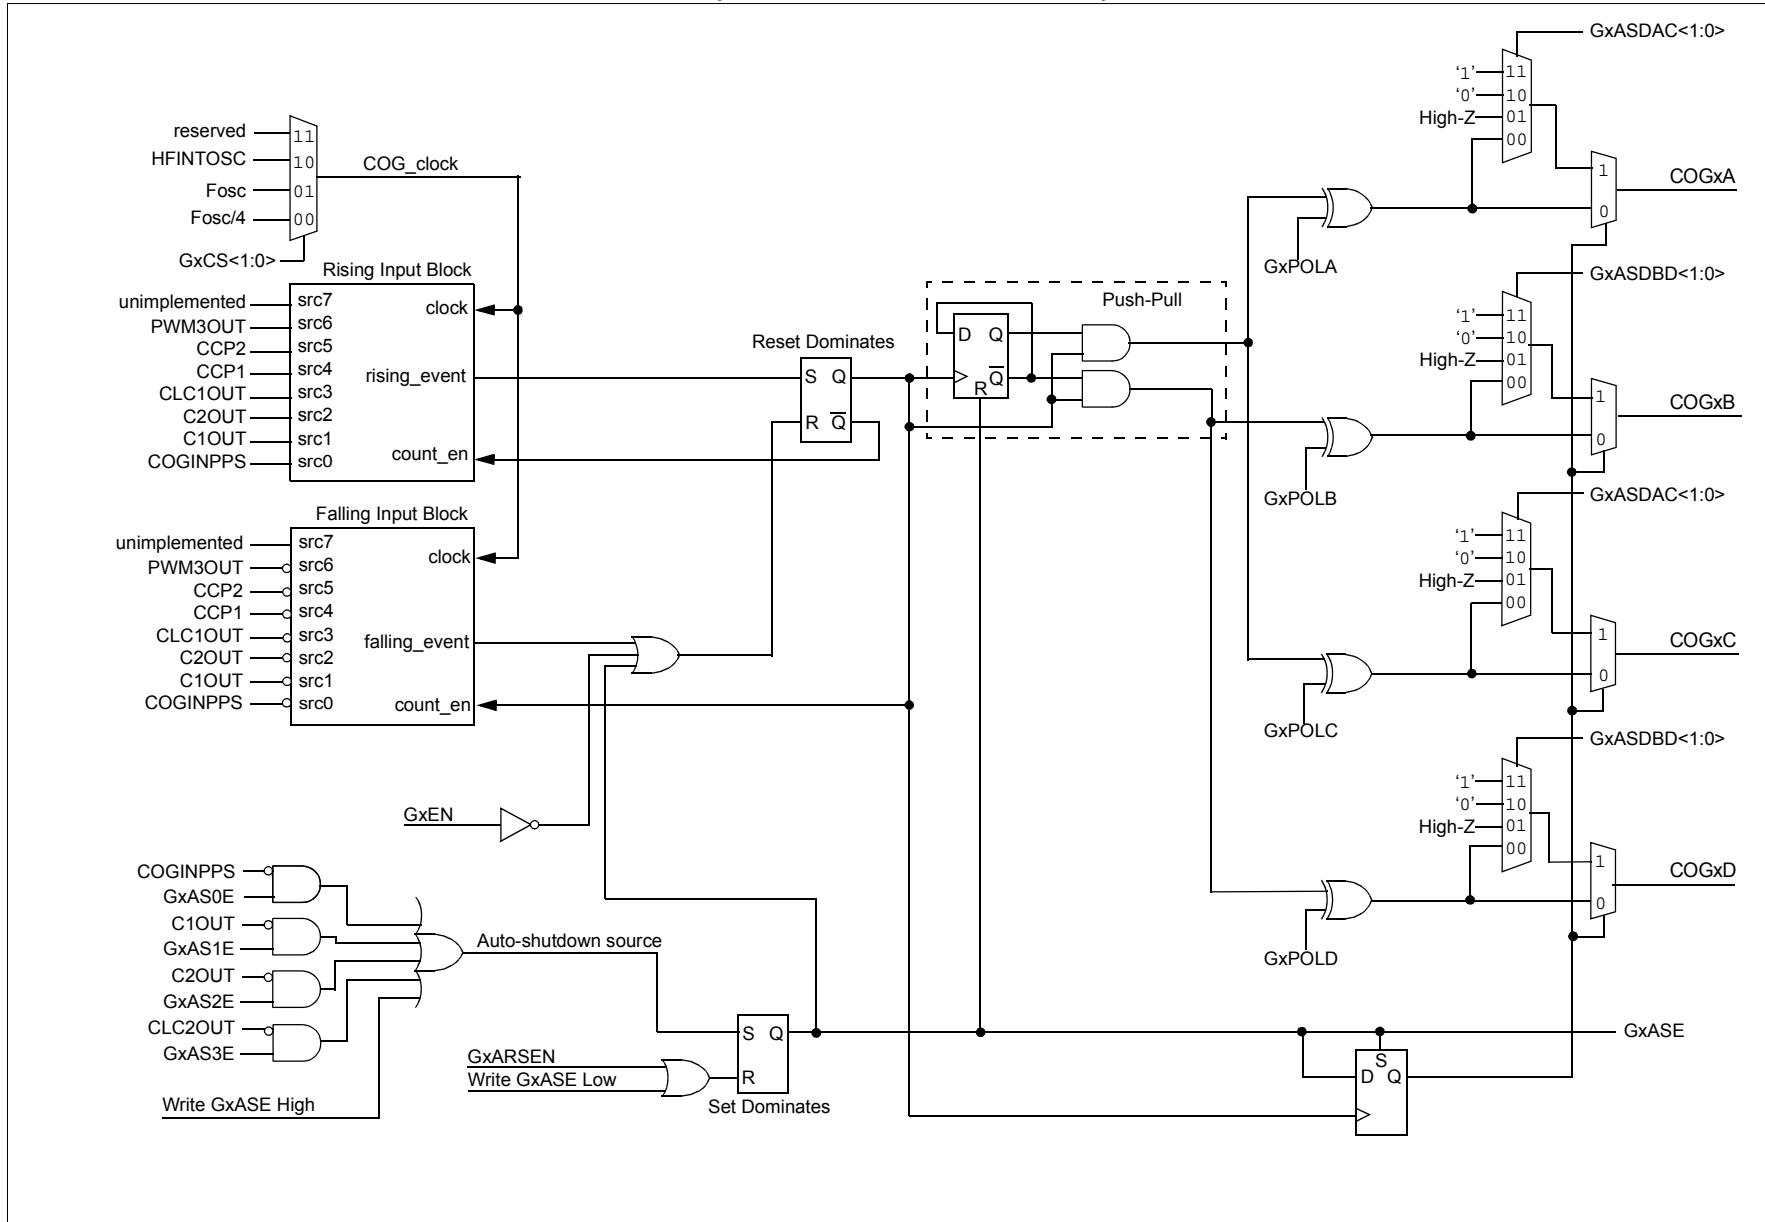 GxASDAC<1:0>
'1' 11
'0' 10
High-Z 01
00
1
0
COGxA
reserved 11
HFINTOSC 10
Fosc 01
Fosc/4 00
COG_clock
GxCS<1:0>
Rising Input Block
unimplemented src7
PWM3OUT src6
CCP2 src5
CCP1 src4
CLC1OUT src3
C2OUT src2
C1OUT src1
COGINPPS src0
clock
rising_event
count_en
Reset Dominates
S Q
R Q
Push-Pull
D Q
Q
R
GxPOLA
GxASDBD<1:0>
'1' 11
'0' 10
High-Z 01
00
1
0
COGxB
GxPOLB
Falling Input Block
unimplemented src7
PWM3OUT src6
CCP2 src5
CCP1 src4
CLC1OUT src3
C2OUT src2
C1OUT src1
COGINPPS src0
clock
falling_event
count_en
GxASDAC<1:0>
'1' 11
'0' 10
High-Z 01
00
1
0
COGxC
GxPOLC
GxASDBD<1:0>
'1' 11
'0' 10
High-Z 01
00
1
0
COGxD
GxPOLD
GxEN
COGINPPS
GxAS0E
C1OUT
GxAS1E
C2OUT
GxAS2E
CLC2OUT
GxAS3E
Write GxASE High
Auto-shutdown source
GxARSEN
Write GxASE Low
S Q
R
Set Dominates
S
D Q
GxASE